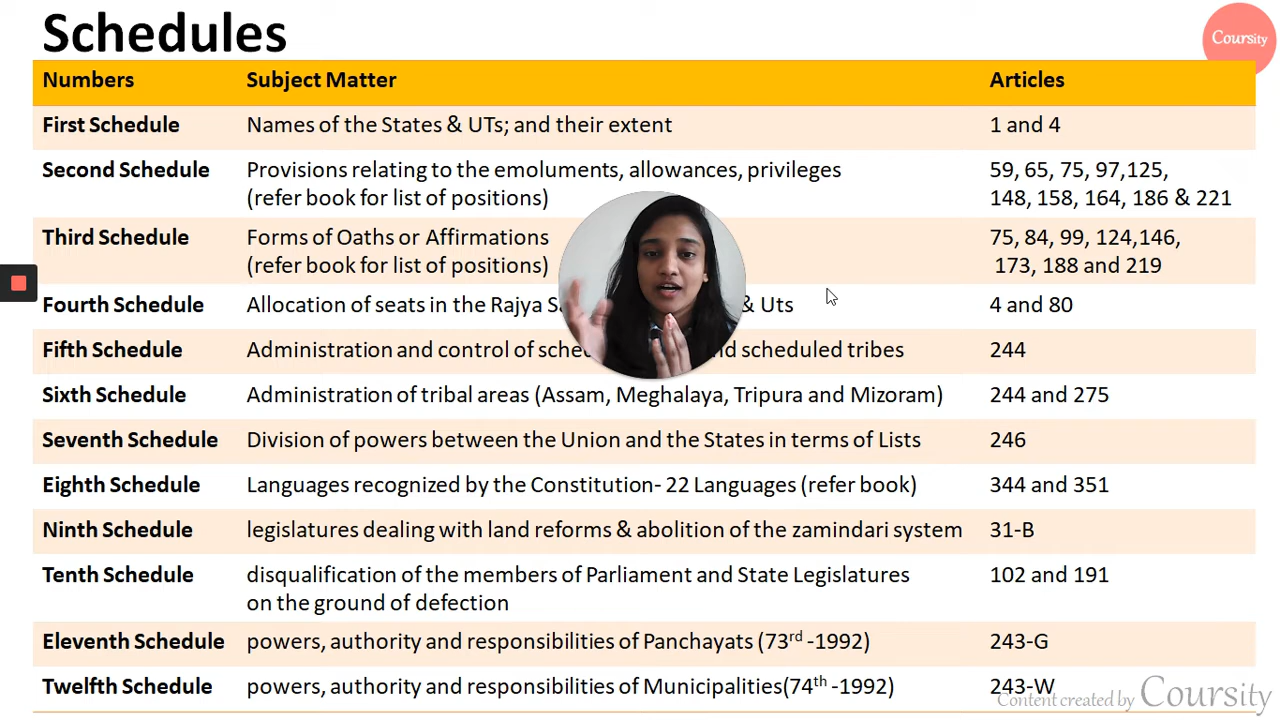 Schedules
Coursity
Numbers Subject Matter Articles
First Schedule Names of the States & UTs; and their extent 1 and 4
Second Schedule Provisions relating to the emoluments, allowances, privileges 59, 65, 75, 97,125,
(refer book for list of positions) 148, 158, 164, 186 & 221
Third Schedule Forms of Oaths or Affirmations 75, 84, 99, 124,146,
(refer book for list of positions) 173, 188 and 219
Fourth Schedule Allocation of seats in the Rajya & Uts 4 and 80
Fifth Schedule Administration and control of scheduled tribes 244
Sixth Schedule Administration of tribal areas (Assam, Meghalaya, Tripura and Mizoram) 244 and 275
Seventh Schedule Division of powers between the Union and the States in terms of Lists 246
Eighth Schedule Languages recognized by the Constitution- 22 Languages (refer book) 344 and 351
Ninth Schedule legislatures dealing with land reforms & abolition of the zamindari system 31-B
Tenth Schedule disqualification of the members of Parliament and State Legislatures 102 and 191
on the ground of defection
Eleventh Schedule powers, authority and responsibilities of Panchayats (73rd -1992) 243-G
Twelfth Schedule powers, authority and responsibilities of Municipalities(74th -1992) 243-W
Content created by Coursity